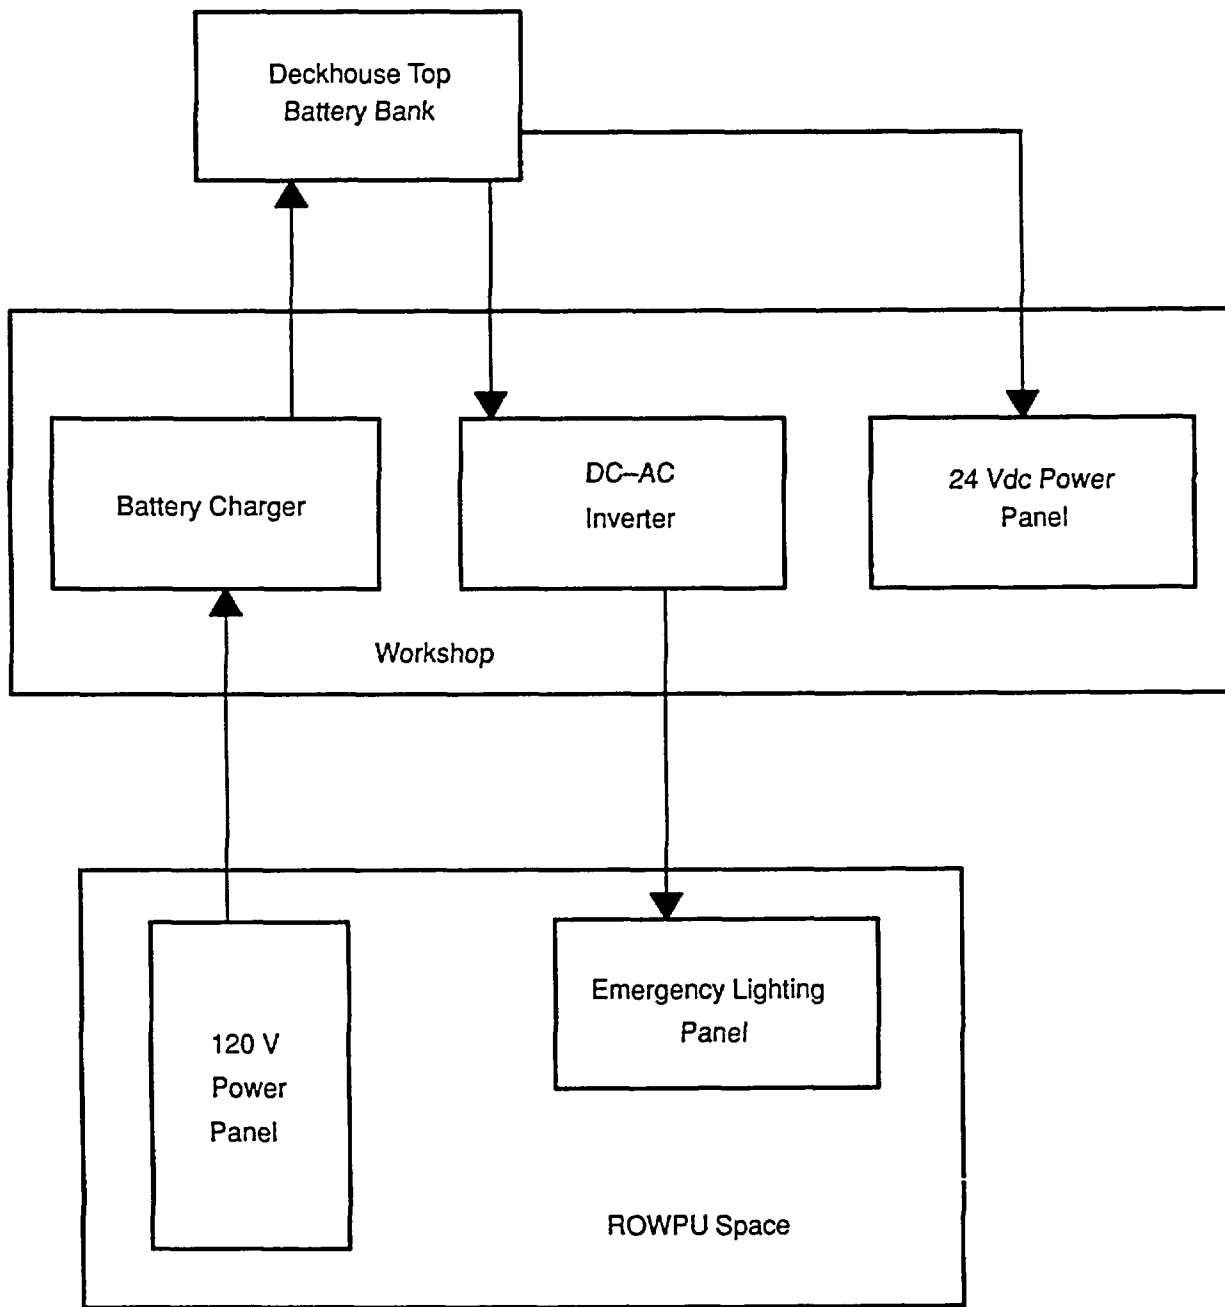 Deckhouse Top
Battery Bank
Battery Charger
DC–AC
Inverter
24 Vdc Power
Panel
Workshop
120 V
Power
Panel
Emergency Lighting
Panel
ROWPU Space